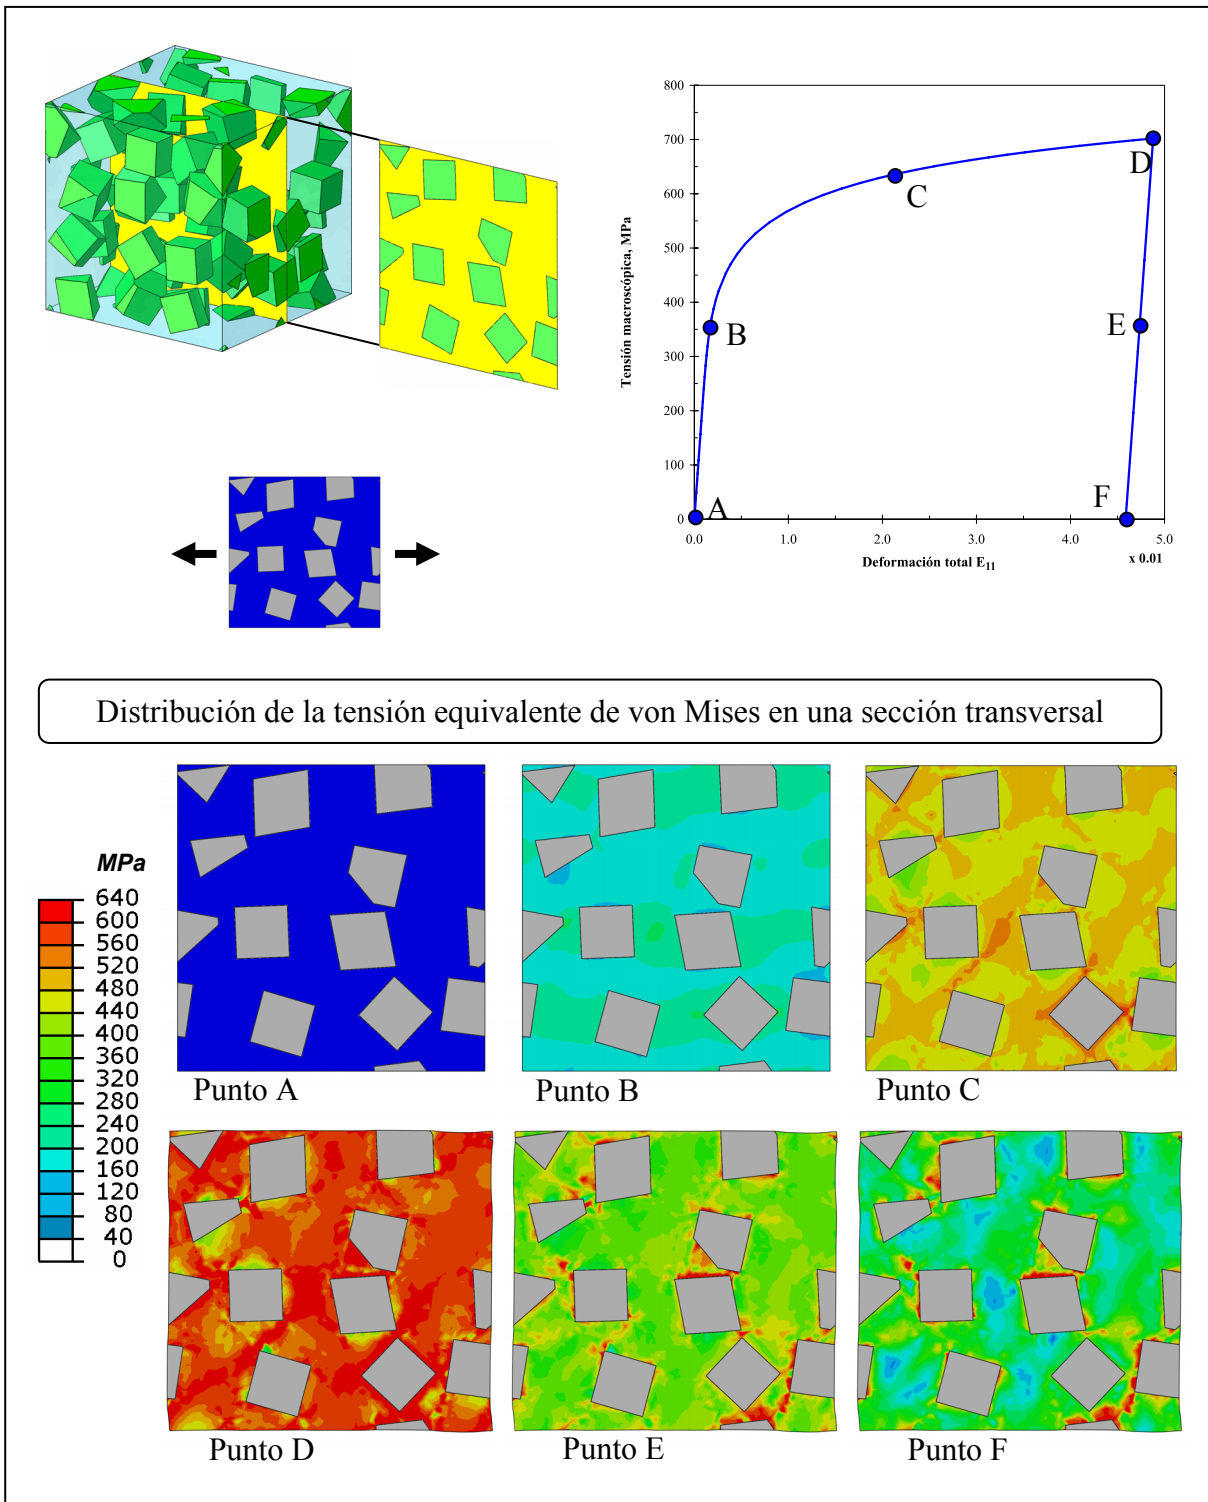 800
700
600
500
400
300
200
100
0
Tensión macroscópica, MPa
A
B
C
D
E
F
0.0 1.0 2.0 3.0 4.0 5.0
Deformación total E11
x 0.01
Distribución de la tensión equivalente de von Mises en una sección transversal
MPa
640
600
560
520
480
440
400
360
320
280
240
200
160
120
80
40
0
Punto A
Punto B
Punto C
Punto D
Punto E
Punto F